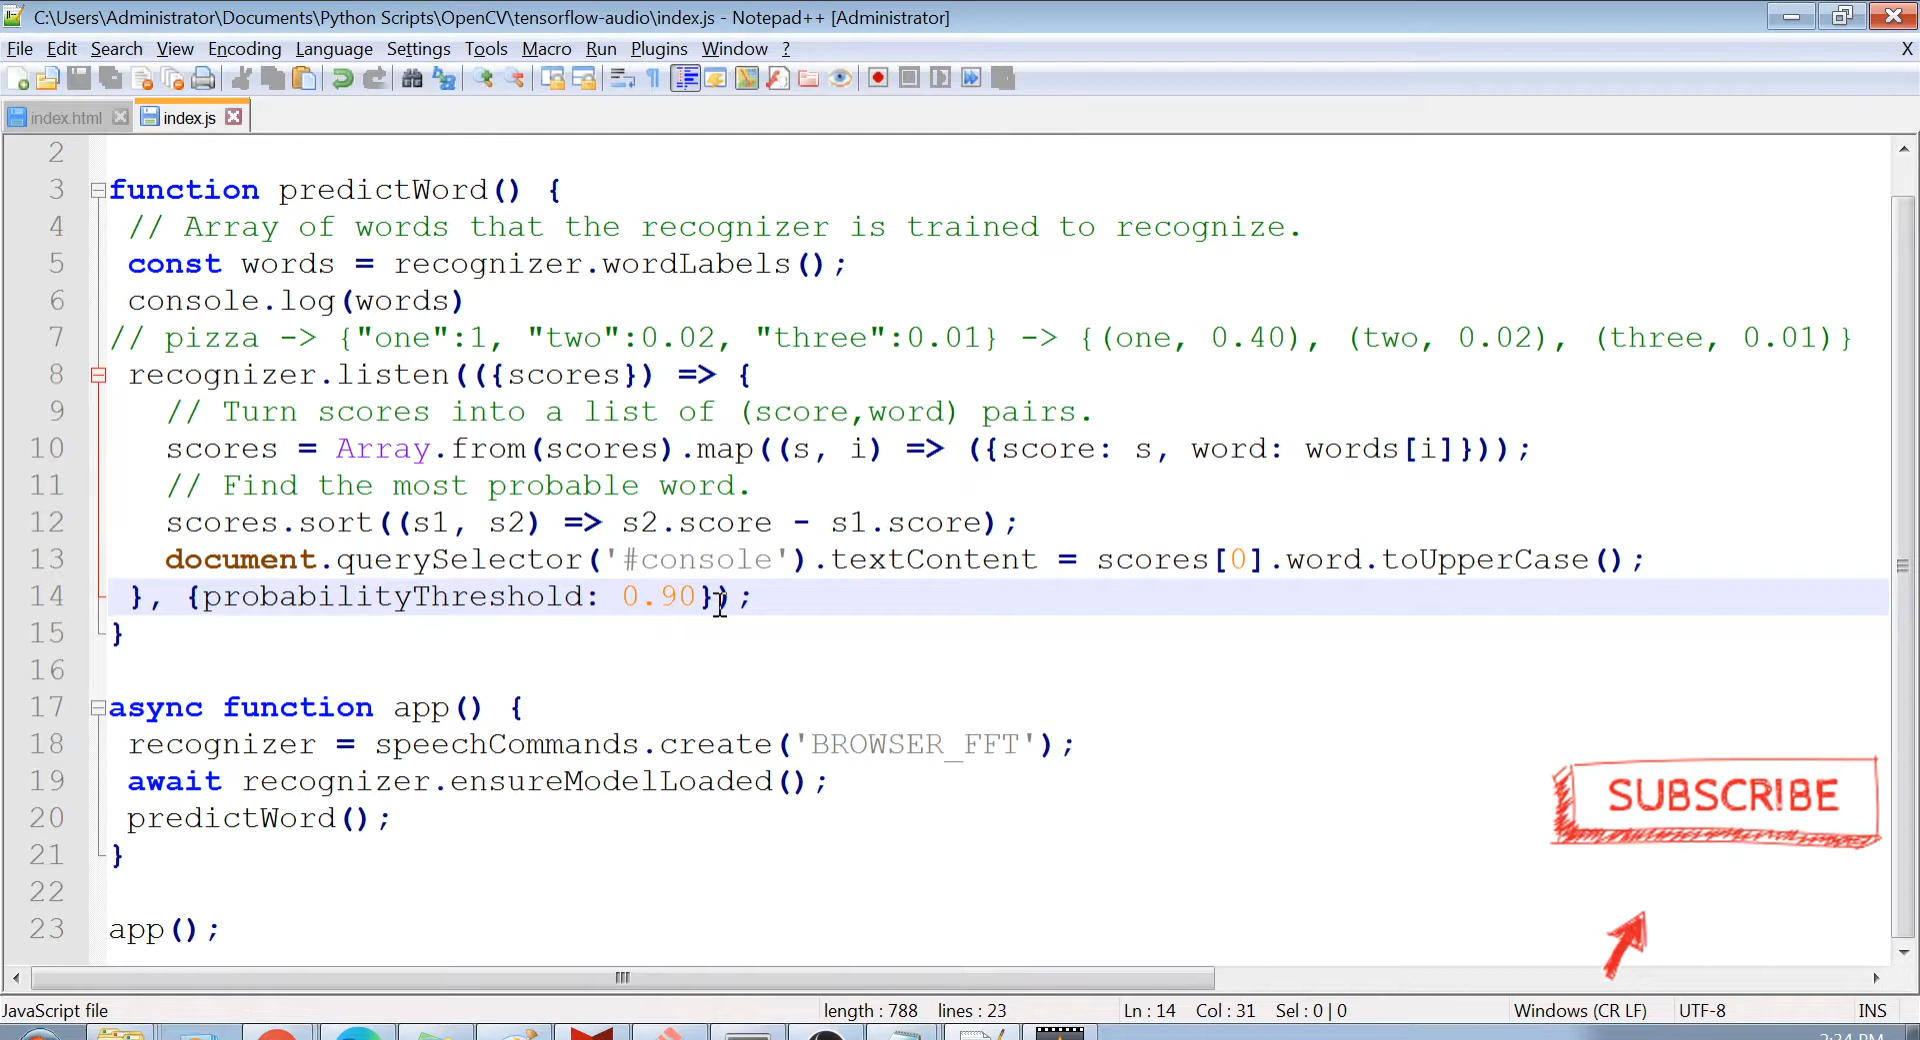 C:\Users\Administrator\Documents\Python Scripts\OpenCV\tensorflow-audio\index.js - Notepad++ [Administrator]
File Edit Search View Encoding Language Settings Tools Macro Run Plugins Window ? X
index.html index.js
2
3 function predictWord() {
4 // Array of words that the recognizer is trained to recognize.
5 const words = recognizer.wordLabels();
6 console.log(words)
7 // pizza -> {"one":1, "two":0.02, "three":0.01} -> {(one, 0.40), (two, 0.02), (three, 0.01)}
8 recognizer.listen(({scores}) => {
9 // Turn scores into a list of (score,word) pairs.
10 scores = Array.from(scores).map((s, i) => ({score: s, word: words[i]}));
11 // Find the most probable word.
12 scores.sort((s1, s2) => s2.score - s1.score);
13 document.querySelector('#console').textContent = scores[0].word.toUpperCase();
14 }, {probabilityThreshold: 0.90});
15 }
16
17 async function app() {
18 recognizer = speechCommands.create('BROWSER_FFT');
19 await recognizer.ensureModelLoaded();
20 predictWord();
21 }
22
23 app();
SUBSCRIBE
JavaScript file length : 788 lines : 23 Ln : 14 Col : 31 Sel : 0 | 0 Windows (CR LF) UTF-8 INS